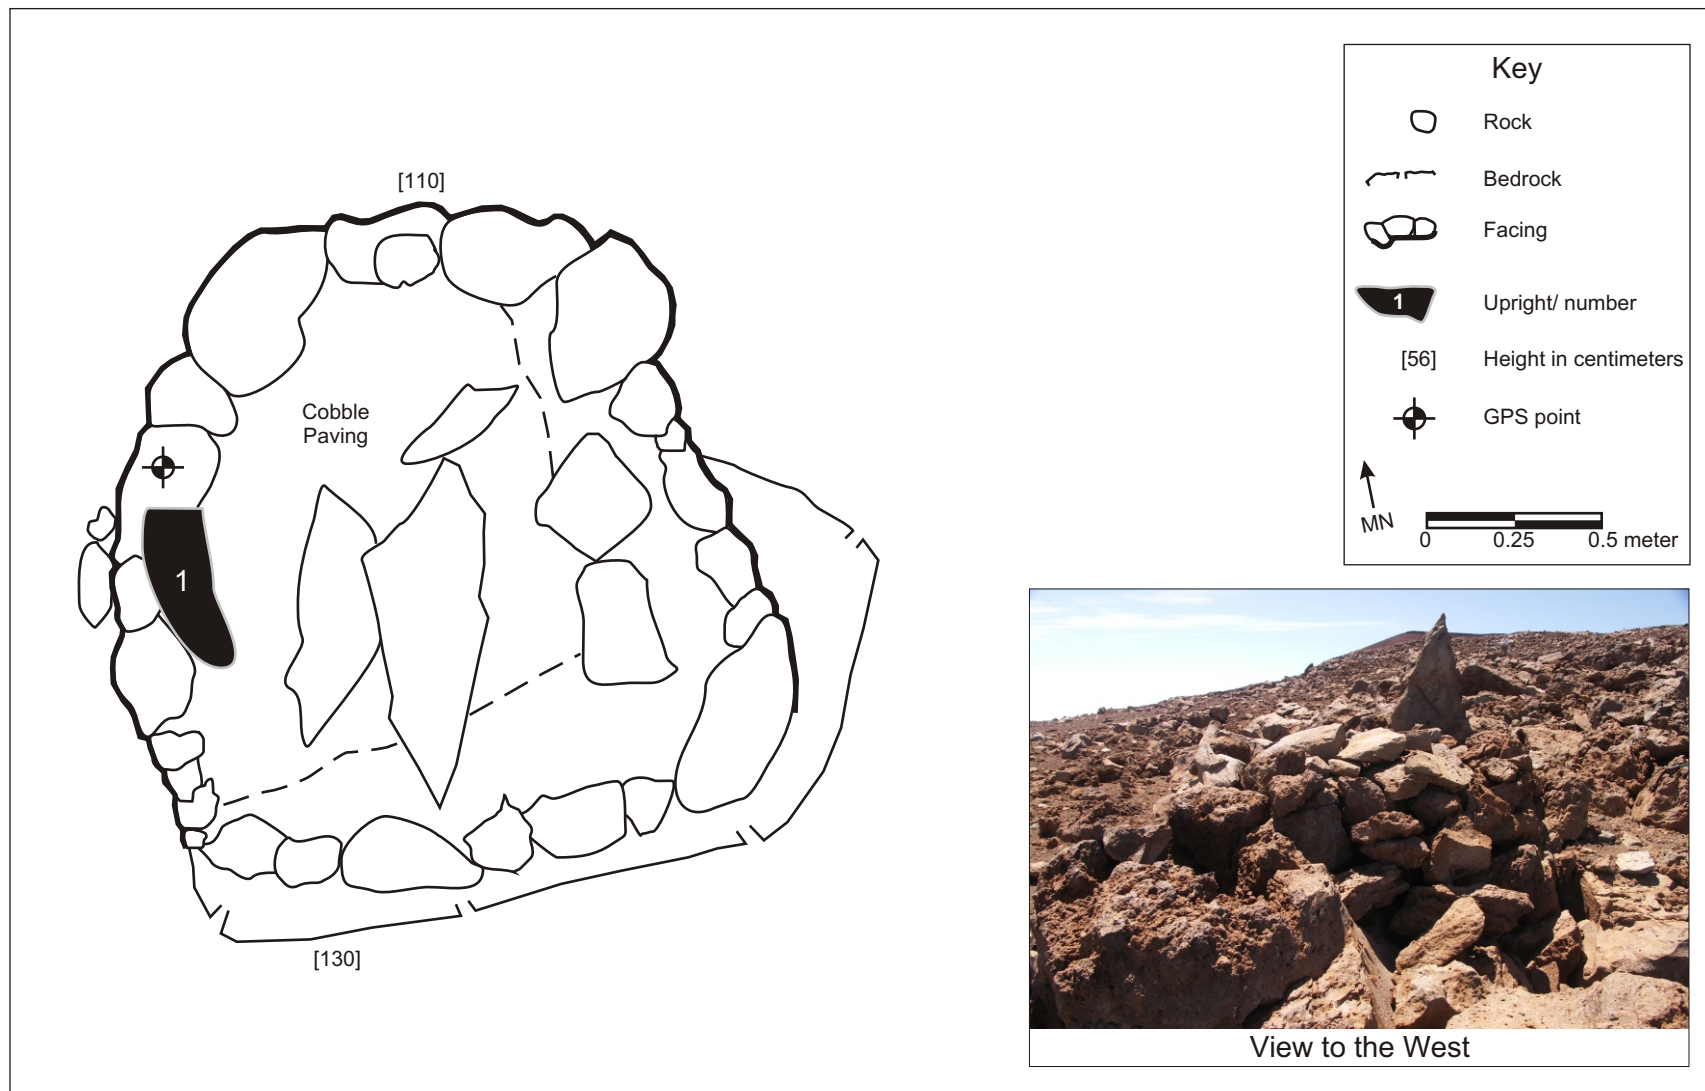 [110]
Cobble
Paving
1
[130]
Key
Rock
Bedrock
Facing
1
Upright/ number
[56]
Height in centimeters
GPS point
MN
0 0.25 0.5 meter
View to the West